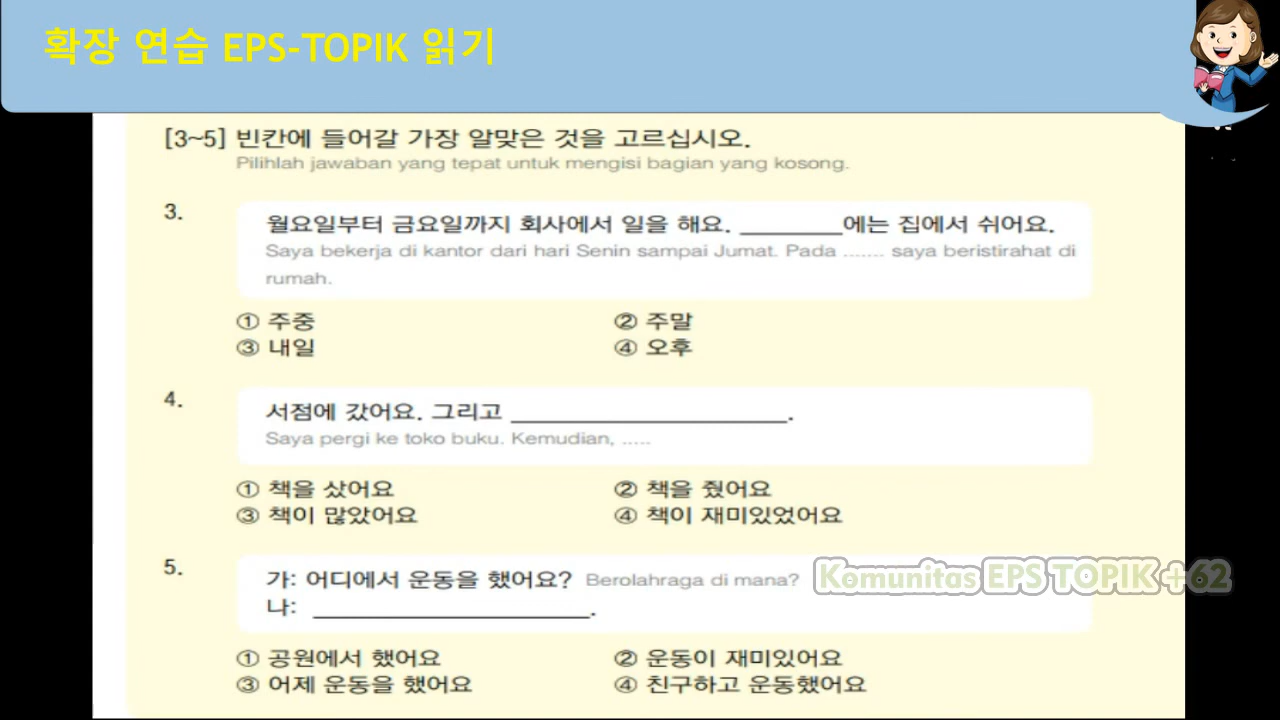 확장 연습 EPS-TOPIK 읽기
[3~5] 빈칸에 들어갈 가장 알맞은 것을 고르십시오.
Pilihlah jawaban yang tepat untuk mengisi bagian yang kosong.
3.
월요일부터 금요일까지 회사에서 일을 해요. ________에는 집에서 쉬어요.
Saya bekerja di kantor dari hari Senin sampai Jumat. Pada ....... saya beristirahat di
rumah.
① 주중 ② 주말
③ 내일 ④ 오후
4.
서점에 갔어요. 그리고 ______________________.
Saya pergi ke toko buku. Kemudian, .....
① 책을 샀어요 ② 책을 줬어요
③ 책이 많았어요 ④ 책이 재미있었어요
5.
가: 어디에서 운동을 했어요? Berolahraga di mana?
나: ______________________.
Komunitas EPS TOPIK +62
① 공원에서 했어요 ② 운동이 재미있어요
③ 어제 운동을 했어요 ④ 친구하고 운동했어요